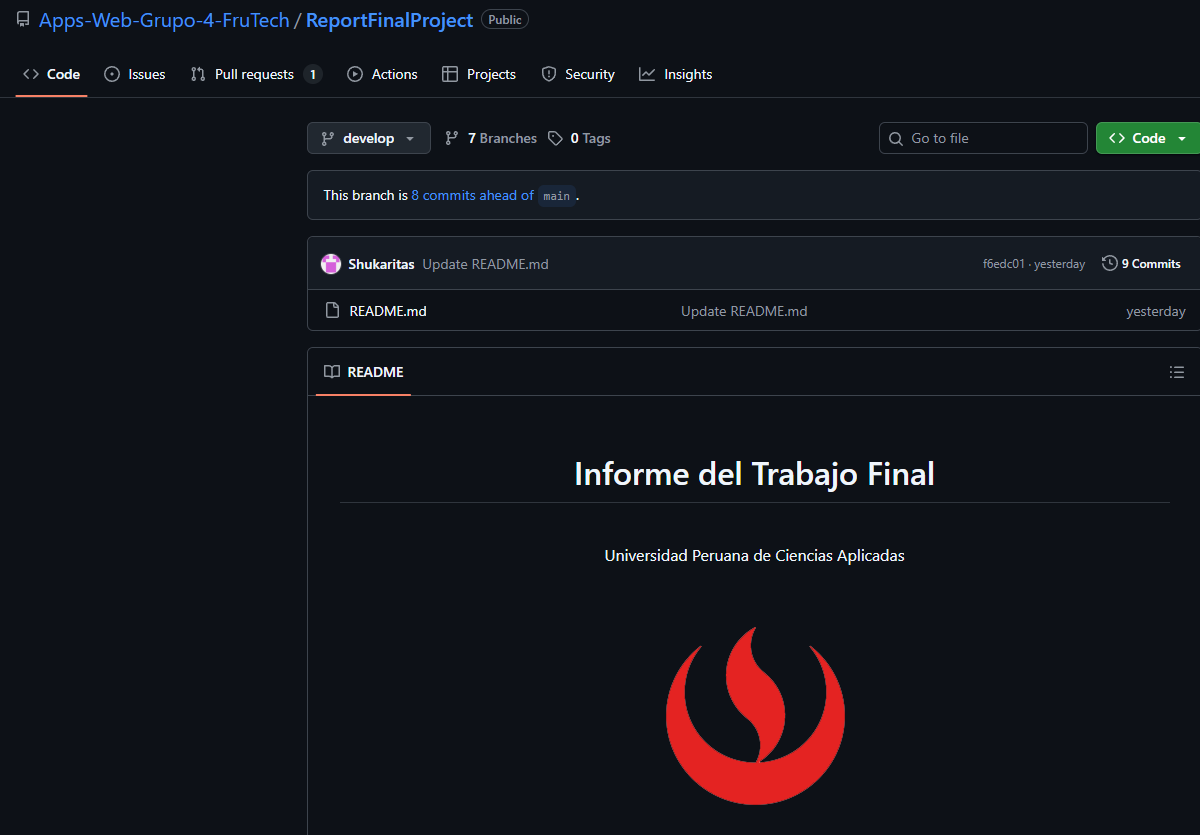 Apps-Web-Grupo-4-FruTech / ReportFinalProject Public
Code Issues Pull requests 1 Actions Projects Security Insights
develop 7 Branches 0 Tags Go to file Code
This branch is 8 commits ahead of main .
Shukaritas Update README.md f6edc01 · yesterday 9 Commits
README.md Update README.md yesterday
README
Informe del Trabajo Final
Universidad Peruana de Ciencias Aplicadas